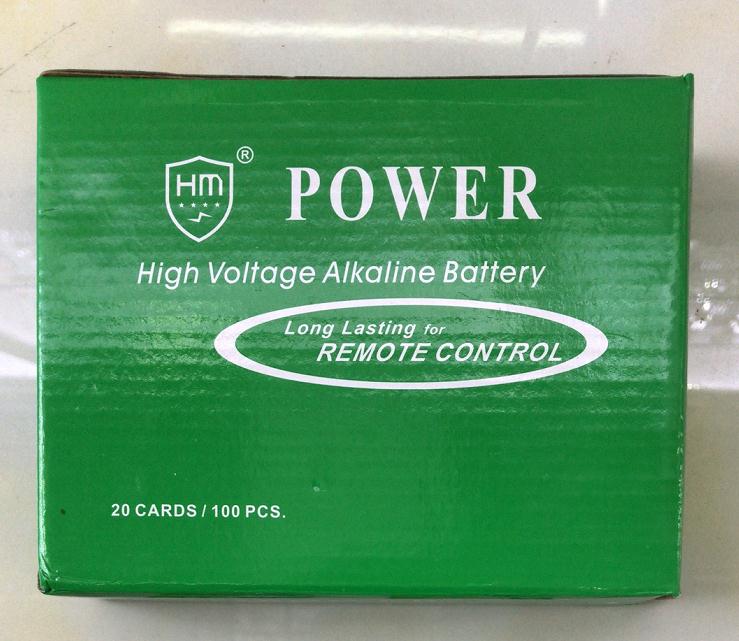 HM ®
POWER
High Voltage Alkaline Battery
Long Lasting for
REMOTE CONTROL
20 CARDS / 100 PCS.